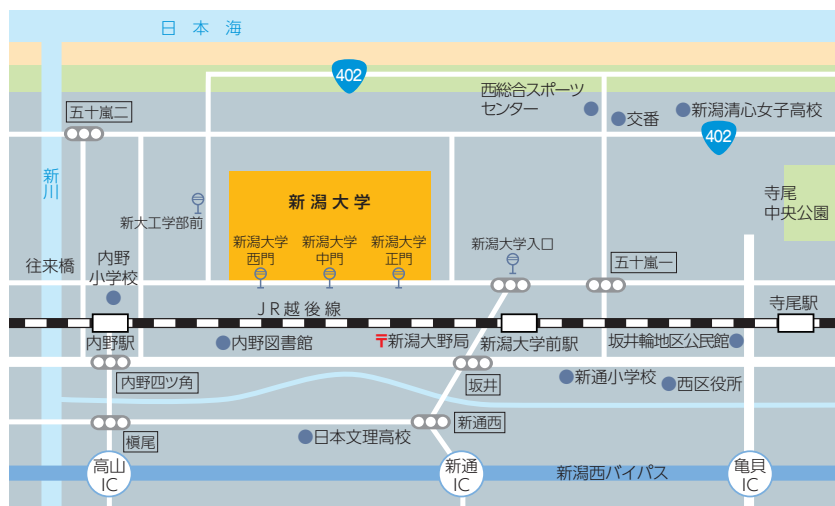 日本海
402
西総合スポーツ
センター
交番
新潟清心女子高校
五十嵐二
402
新川
新潟大学
寺尾
中央公園
新大工学部前
新潟大学
西門
新潟大学
中門
新潟大学
正門
新潟大学入口
往来橋
内野
小学校
五十嵐一
JR越後線
寺尾駅
内野駅
内野図書館
〒新潟大野局
新潟大学前駅
坂井輪地区公民館
内野四ツ角
坂井
新通小学校
西区役所
新通西
槇尾
日本文理高校
高山
IC
新通
IC
新潟西バイパス
亀貝
IC